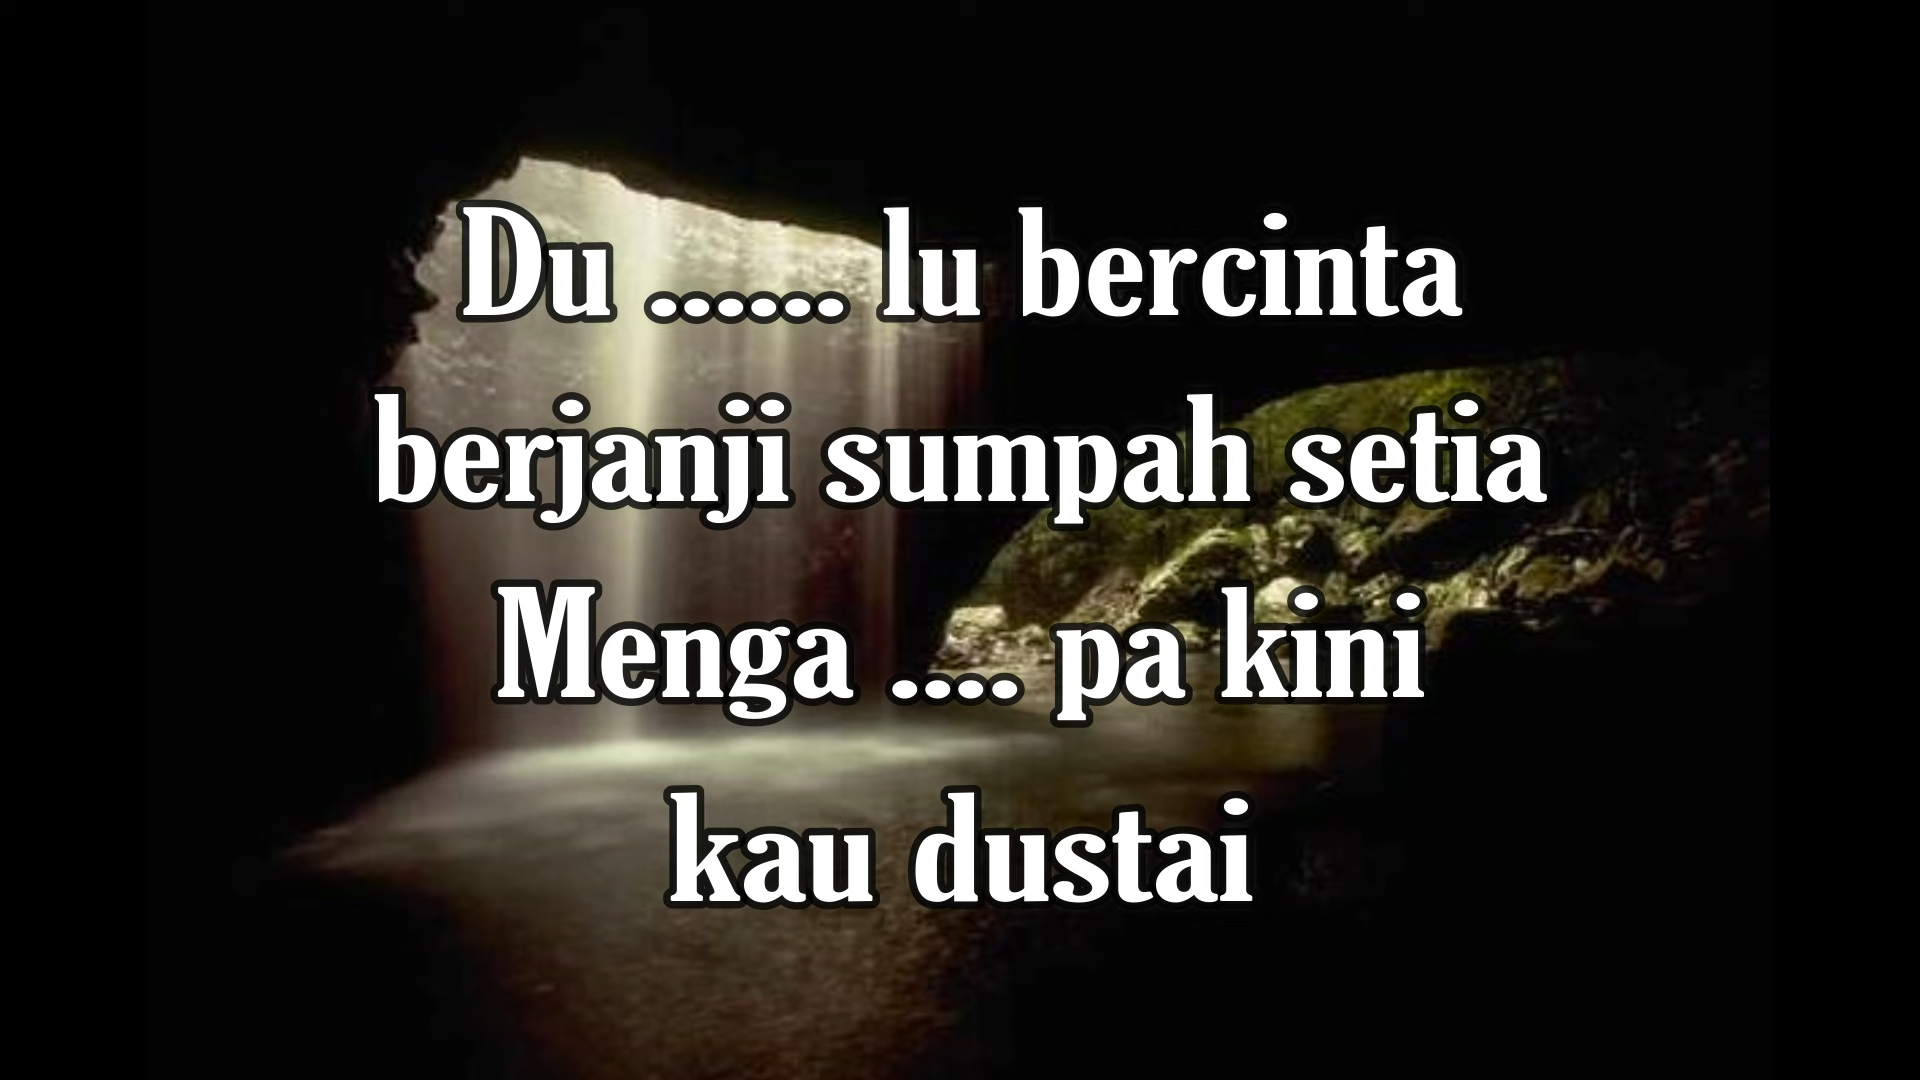 Du ...... lu bercinta
berjanji sumpah setia
Menga .... pa kini
kau dustai